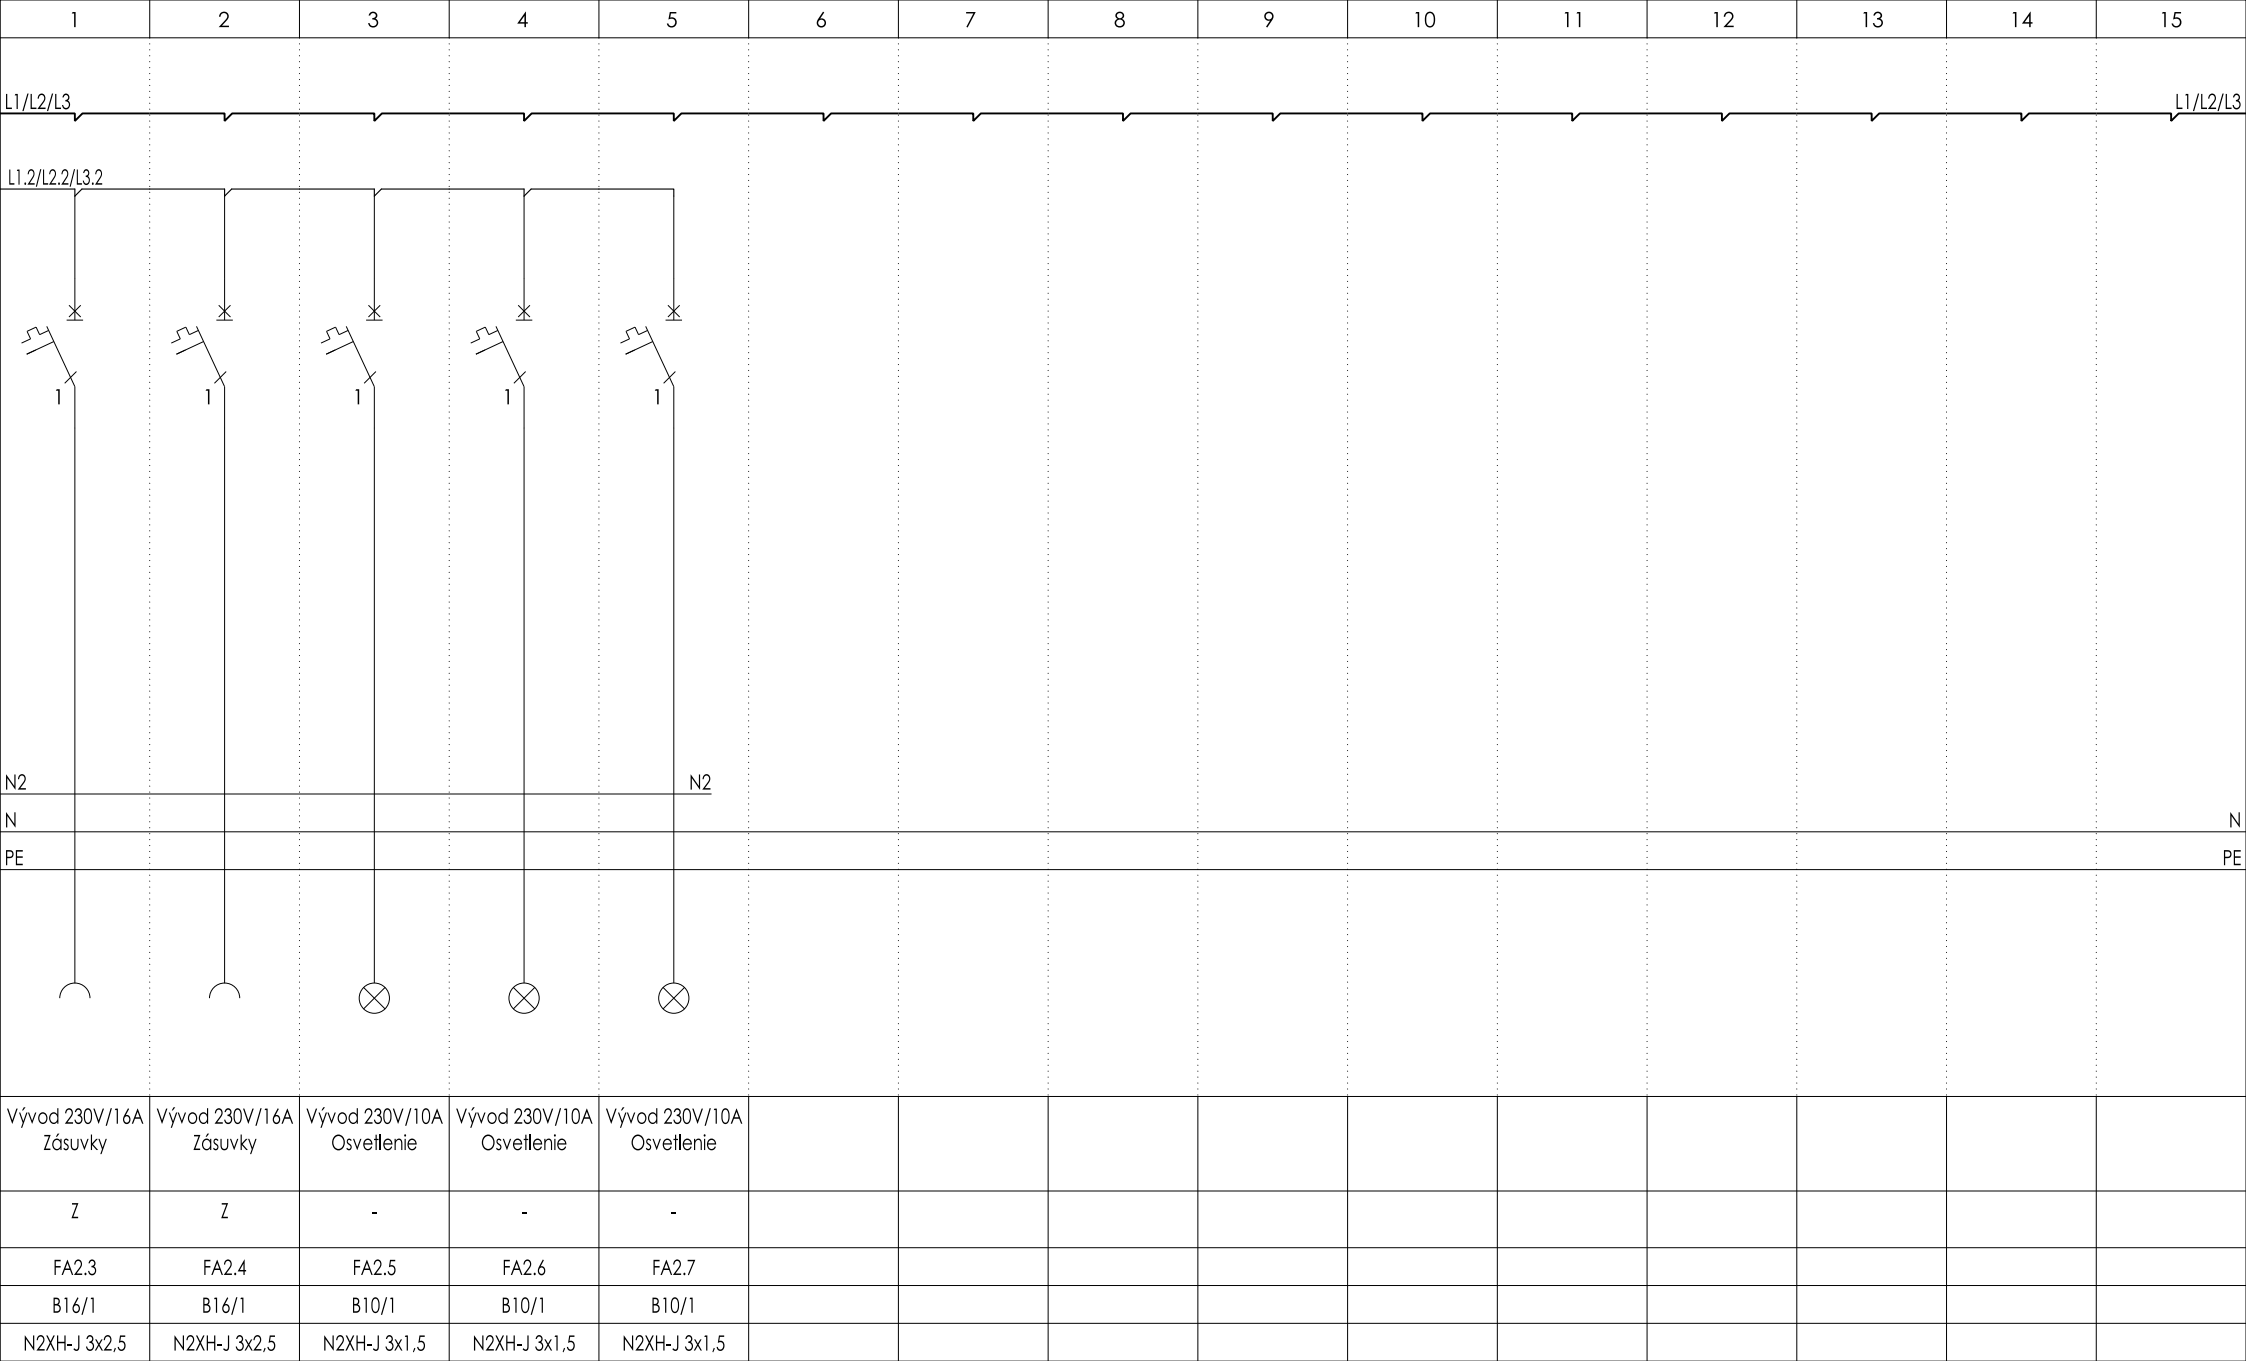 1 2 3 4 5 6 7 8 9 10 11 12 13 14 15
L1/L2/L3 L1/L2/L3
L1.2/L2.2/L3.2
1 1 1 1 1
N2 N2
N N
PE PE
Vývod 230V/16A Vývod 230V/16A Vývod 230V/10A Vývod 230V/10A Vývod 230V/10A
Zásuvky Zásuvky Osvetlenie Osvetlenie Osvetlenie
Z Z - - -
FA2.3 FA2.4 FA2.5 FA2.6 FA2.7
B16/1 B16/1 B10/1 B10/1 B10/1
N2XH-J 3x2,5 N2XH-J 3x2,5 N2XH-J 3x1,5 N2XH-J 3x1,5 N2XH-J 3x1,5